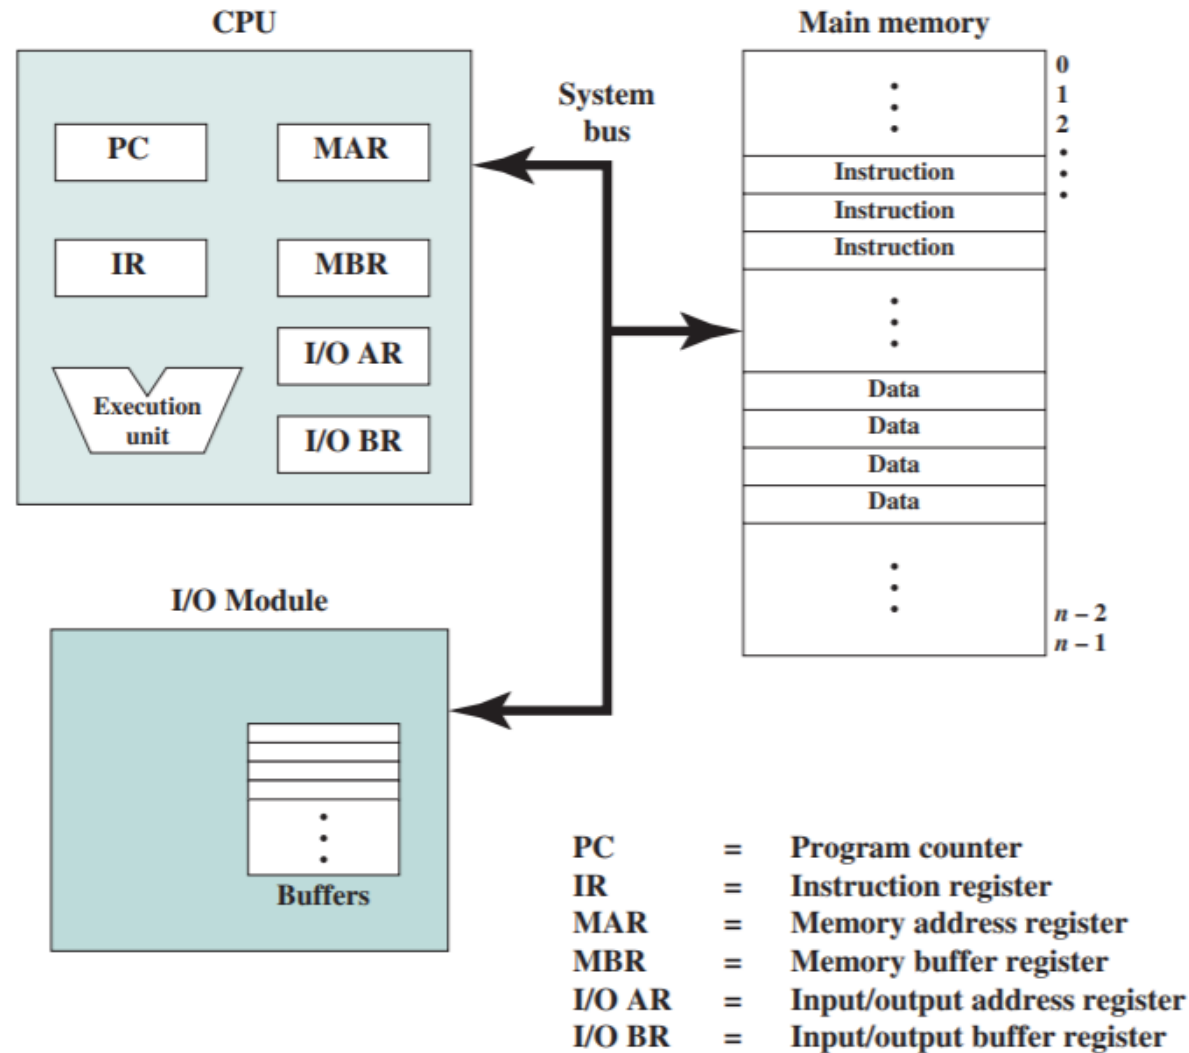 CPU
PC
MAR
IR
MBR
I/O AR
Execution
unit
I/O BR
System
bus
Main memory
0
1
2
Instruction
Instruction
Instruction
Data
Data
Data
Data
n – 2
n – 1
I/O Module
Buffers
PC = Program counter
IR = Instruction register
MAR = Memory address register
MBR = Memory buffer register
I/O AR = Input/output address register
I/O BR = Input/output buffer register